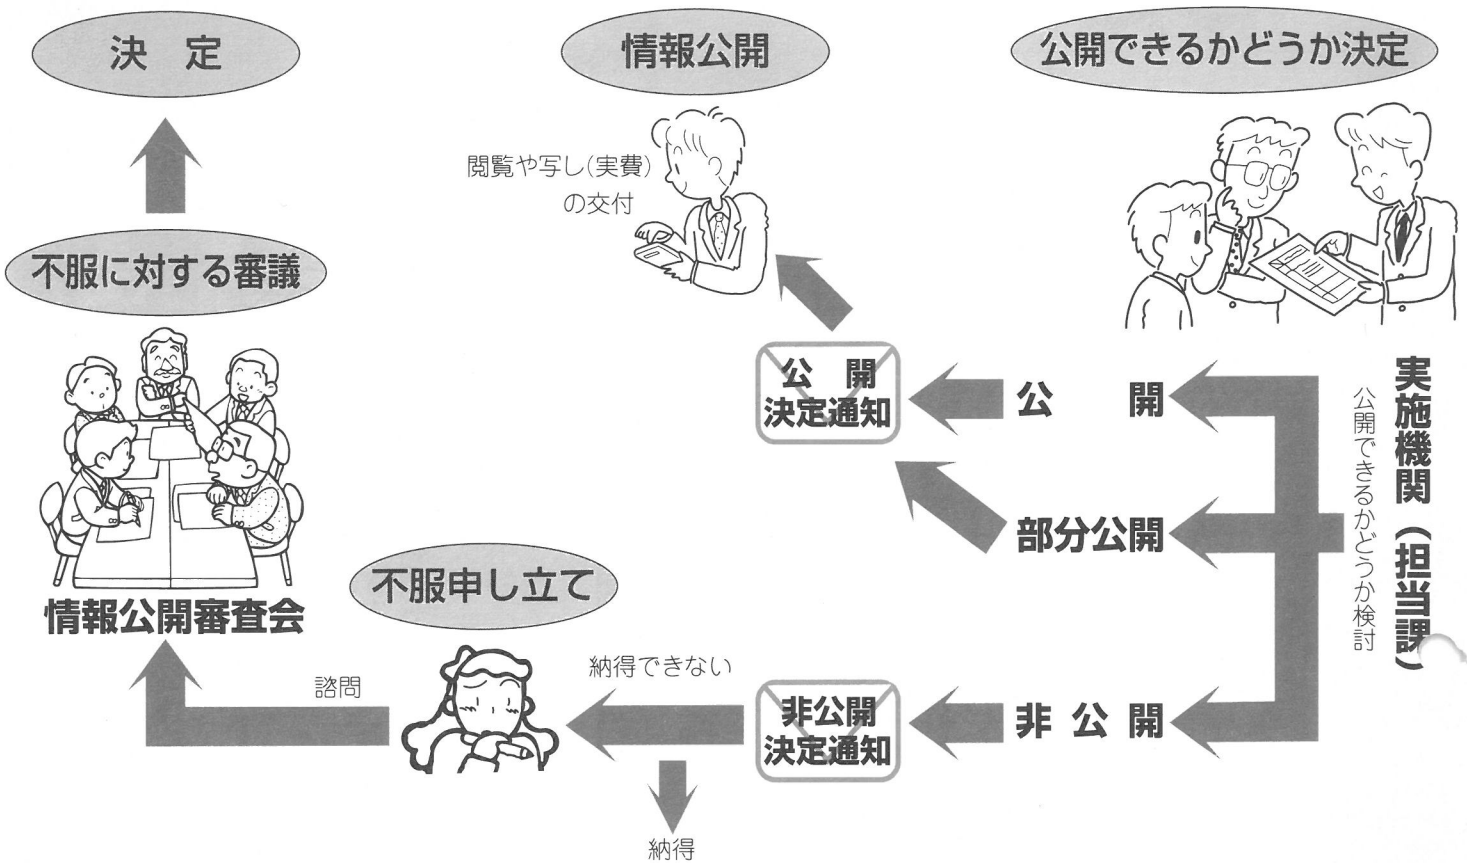 公開できるかどうか決定
実施機関（担当課）
公開できるかどうか検討
公開
部分公開
非公開
公開
決定通知
情報公開
閲覧や写し(実費)
の交付
非公開
決定通知
納得できない
納得
不服申し立て
諮問
情報公開審査会
不服に対する審議
決定